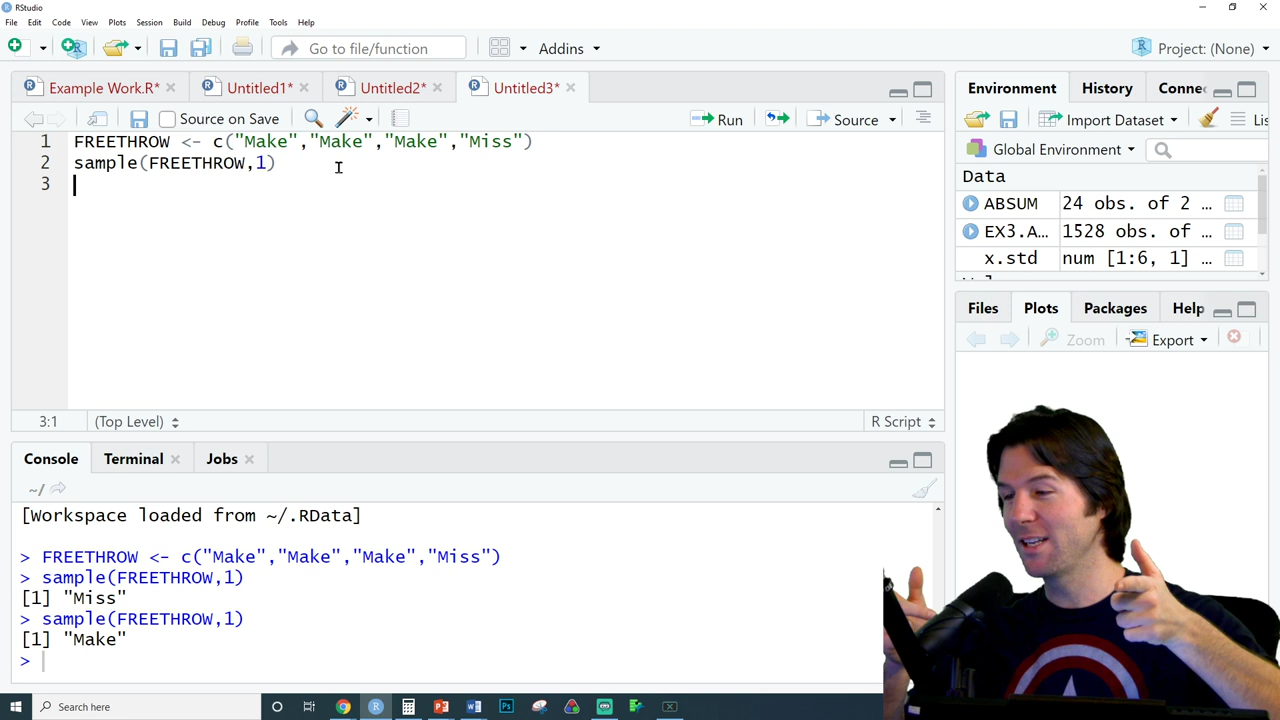 RStudio
File Edit Code View Plots Session Build Debug Profile Tools Help
Go to file/function Addins Project: (None)
Example Work.R* Untitled1* Untitled2* Untitled3*
Source on Save Run Source
1 FREETHROW <- c("Make","Make","Make","Miss")
2 sample(FREETHROW,1)
3
3:1 (Top Level) R Script
Console Terminal Jobs
~/
[Workspace loaded from ~/.RData]
> FREETHROW <- c("Make","Make","Make","Miss")
> sample(FREETHROW,1)
[1] "Miss"
> sample(FREETHROW,1)
[1] "Make"
>
Environment History Conne
Import Dataset Lis
Global Environment
Data
ABSUM 24 obs. of 2 ...
EX3.A... 1528 obs. of ...
x.std num [1:6, 1] ...
Files Plots Packages Help
Zoom Export
Search here